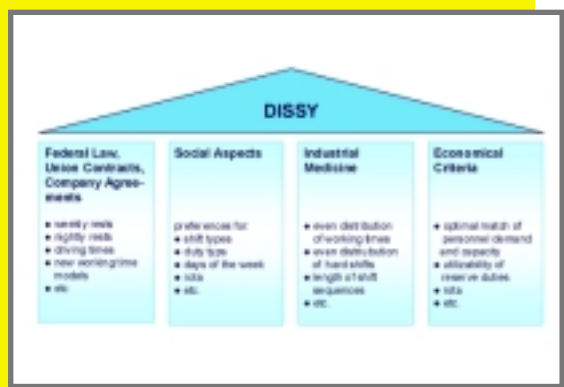 DISSY
Federal Law,
Union Contracts,
Company Agree-
ments
• weekly rests
• nightly rests
• driving times
• new working time
models
• etc
Social Aspects
preferences for:
• shift types
• duty type
• days of the week
• rota
• etc.
Industrial
Medicine
• even distribution
of working times
• even distribution
of hard shifts
• length of shift
sequences
• etc.
Economical
Criteria
• optimal match of
personnel demand
and capacity
• utilizability of
reserve duties
• rota
• etc.